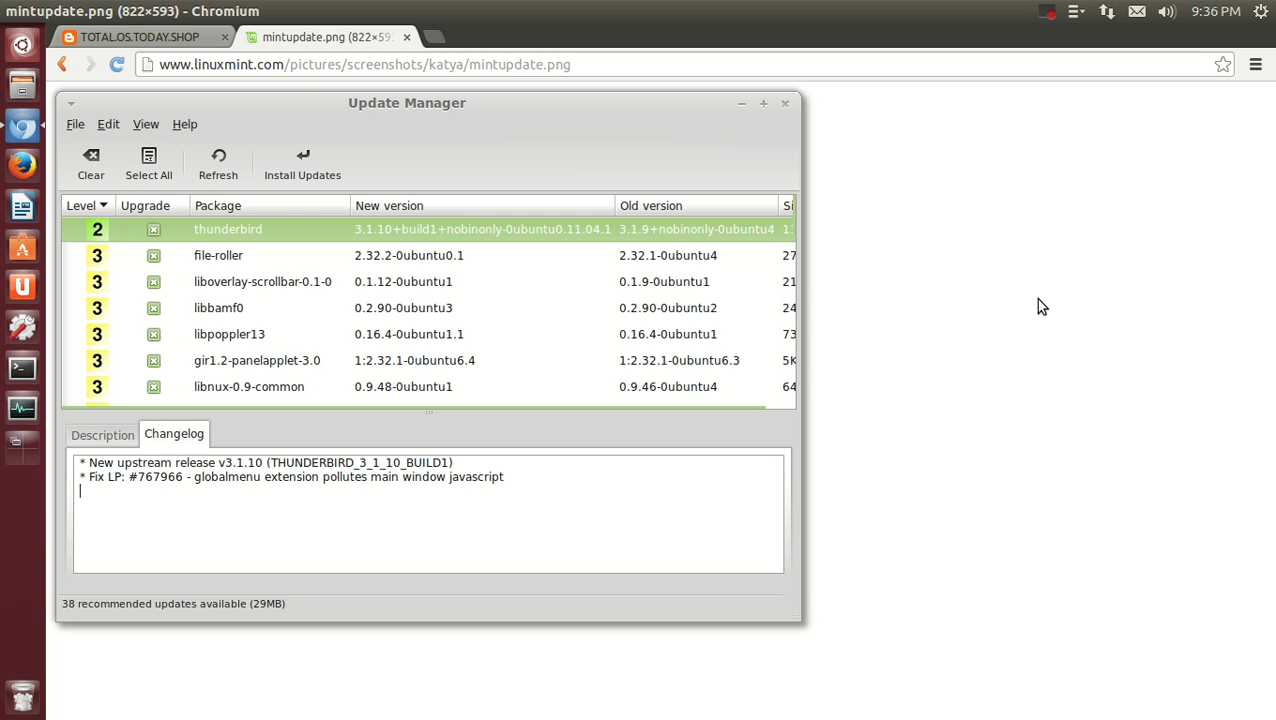 mintupdate.png (822×593) - Chromium
9:36 PM
TOTALOS.TODAY.SHOP
mintupdate.png (822×59
www.linuxmint.com/pictures/screenshots/katya/mintupdate.png
Update Manager
File Edit View Help
Clear Select All Refresh Install Updates
Level Upgrade Package New version Old version Si
2 thunderbird 3.1.10+build1+nobinonly-0ubuntu0.11.04.1 3.1.9+nobinonly-0ubuntu4 1
3 file-roller 2.32.2-0ubuntu0.1 2.32.1-0ubuntu4 27
3 liboverlay-scrollbar-0.1-0 0.1.12-0ubuntu1 0.1.9-0ubuntu1 21
3 libbamf0 0.2.90-0ubuntu3 0.2.90-0ubuntu2 24
3 libpoppler13 0.16.4-0ubuntu1.1 0.16.4-0ubuntu1 73
3 gir1.2-panelapplet-3.0 1:2.32.1-0ubuntu6.4 1:2.32.1-0ubuntu6.3 5K
3 libnux-0.9-common 0.9.48-0ubuntu1 0.9.46-0ubuntu4 64
Description Changelog
* New upstream release v3.1.10 (THUNDERBIRD_3_1_10_BUILD1)
* Fix LP: #767966 - globalmenu extension pollutes main window javascript
38 recommended updates available (29MB)